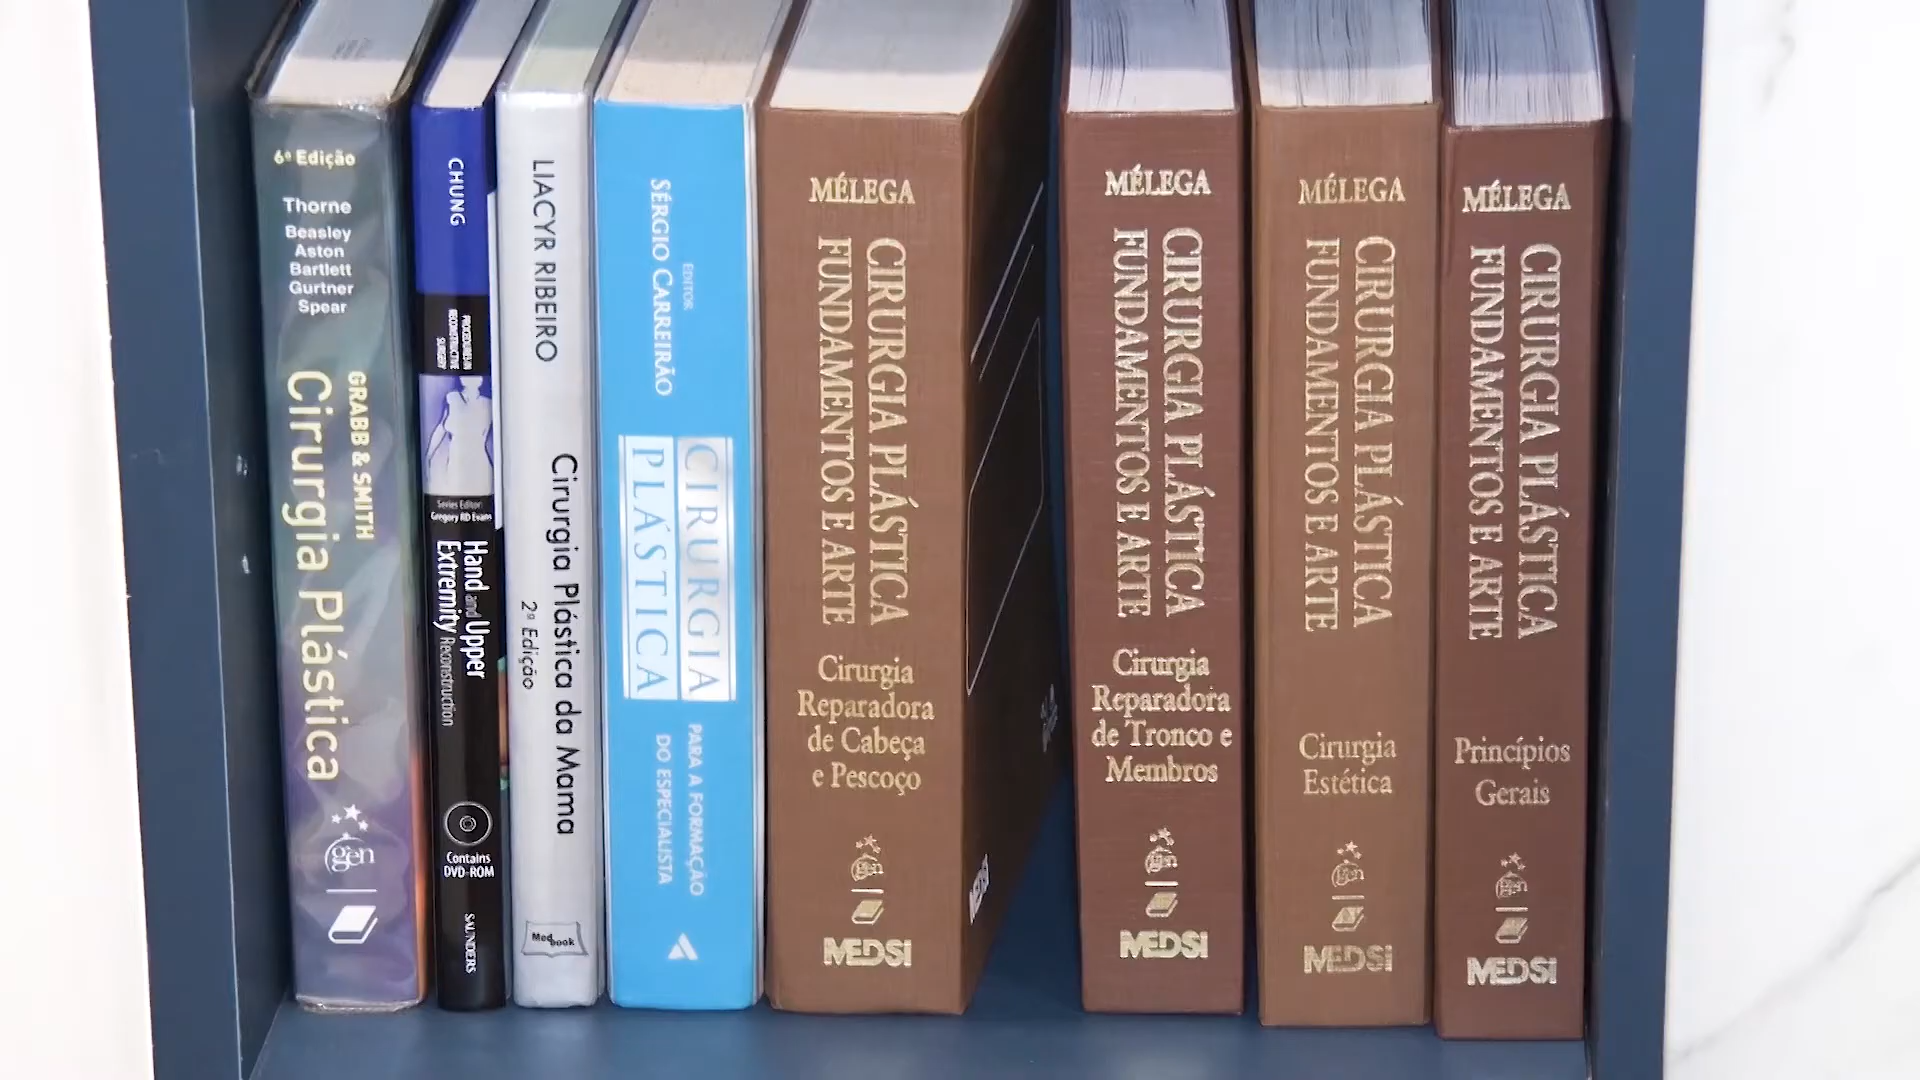 6ª Edição
Thorne
Beasley
Aston
Bartlett
Gurtner
Spear
GRABB & SMITH
Cirurgia Plástica
gen
CHUNG
PROCEDURES IN
RECONSTRUCTIVE
SURGERY
Series Editor:
Gregory RD Evans
Hand and Upper
Extremity Reconstruction
Contains
DVD-ROM
SAUNDERS
LIACYR RIBEIRO
Cirurgia Plástica da Mama
2ª Edição
Medbook
EDITOR
SÉRGIO CARREIRÃO
CIRURGIA
PLÁSTICA
PARA A FORMAÇÃO
DO ESPECIALISTA
MÉLEGA
CIRURGIA PLÁSTICA
FUNDAMENTOS E ARTE
Cirurgia
Reparadora
de Cabeça
e Pescoço
gen
MEDSI
MÉLEGA
CIRURGIA PLÁSTICA
FUNDAMENTOS E ARTE
Cirurgia
Reparadora
de Tronco e
Membros
gen
MEDSI
MÉLEGA
CIRURGIA PLÁSTICA
FUNDAMENTOS E ARTE
Cirurgia
Estética
gen
MEDSI
MÉLEGA
CIRURGIA PLÁSTICA
FUNDAMENTOS E ARTE
Princípios
Gerais
gen
MEDSI